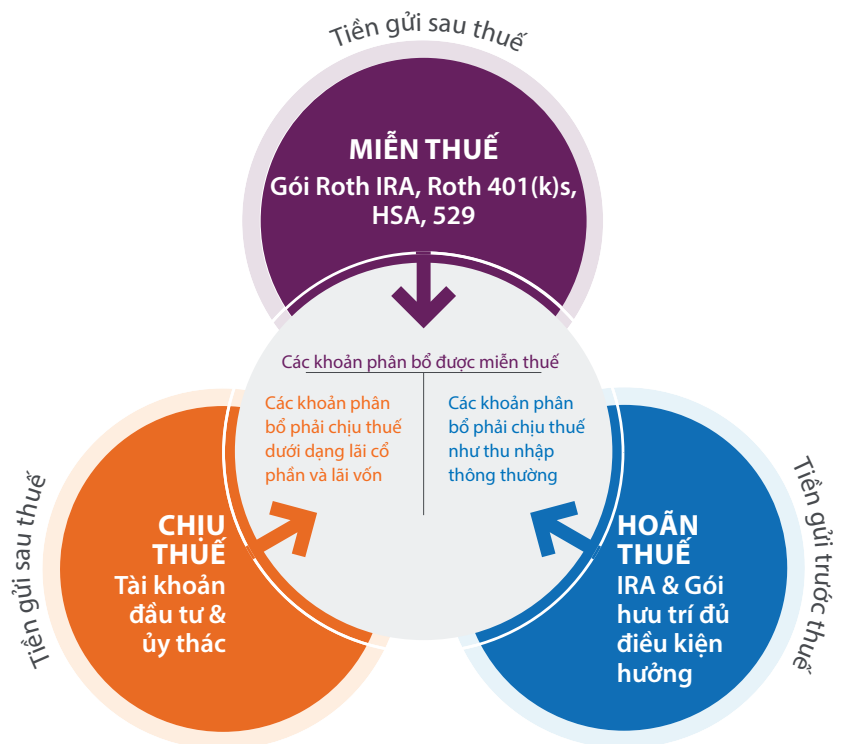 Tiền gửi sau thuế
MIỄN THUẾ
Gói Roth IRA, Roth 401(k)s,
HSA, 529
Các khoản phân bổ được miễn thuế
Các khoản phân
bổ phải chịu thuế
dưới dạng lãi cổ
phần và lãi vốn
Các khoản phân
bổ phải chịu thuế
như thu nhập
thông thường
Tiền gửi sau thuế
CHỊU
THUẾ
Tài khoản
đầu tư &
ủy thác
HOÃN
THUẾ
IRA & Gói
hưu trí đủ
điều kiện
hưởng
Tiền gửi trước thuế